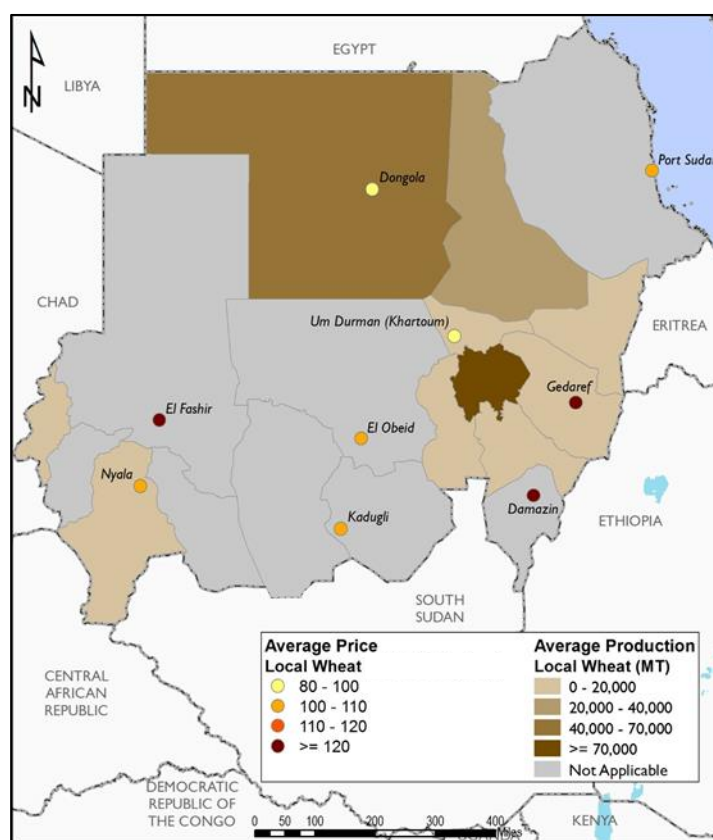 EGYPT
LIBYA
N
Port Sudan
Dongola
CHAD
Um Durman (Khartoum)
ERITREA
Gedaref
El Fashir
El Obeid
Nyala
Kadugli
Damazin
ETHIOPIA
SOUTH
SUDAN
CENTRAL
AFRICAN
REPUBLIC
Average Price
Local Wheat
80 - 100
100 - 110
110 - 120
>= 120
Average Production
Local Wheat (MT)
0 - 20,000
20,000 - 40,000
40,000 - 70,000
>= 70,000
Not Applicable
DEMOCRATIC
REPUBLIC OF
THE CONGO
0 50 100 200 300 400
Miles
UGANDA
KENYA